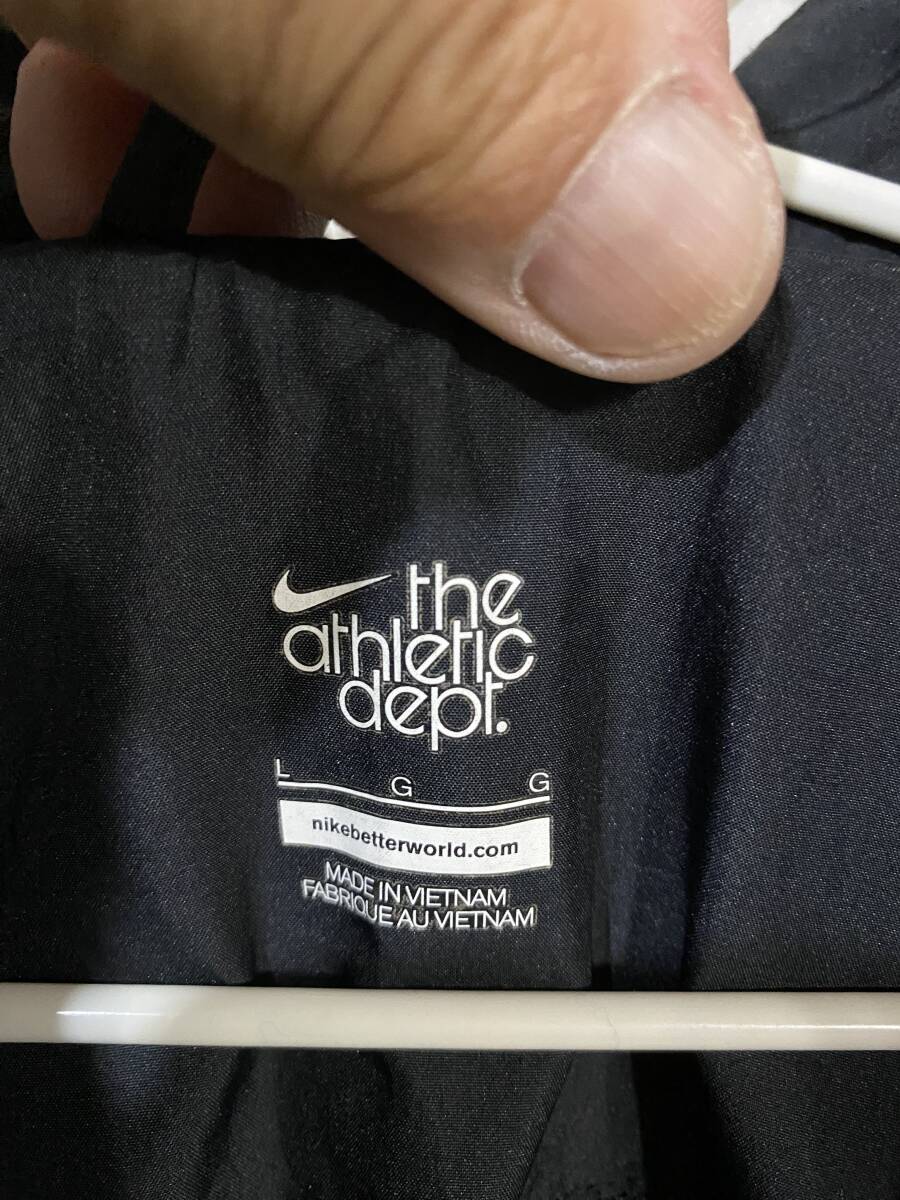 the
athletic
dept.
L G G
nikebetterworld.com
MADE IN VIETNAM
FABRIQUE AU VIETNAM